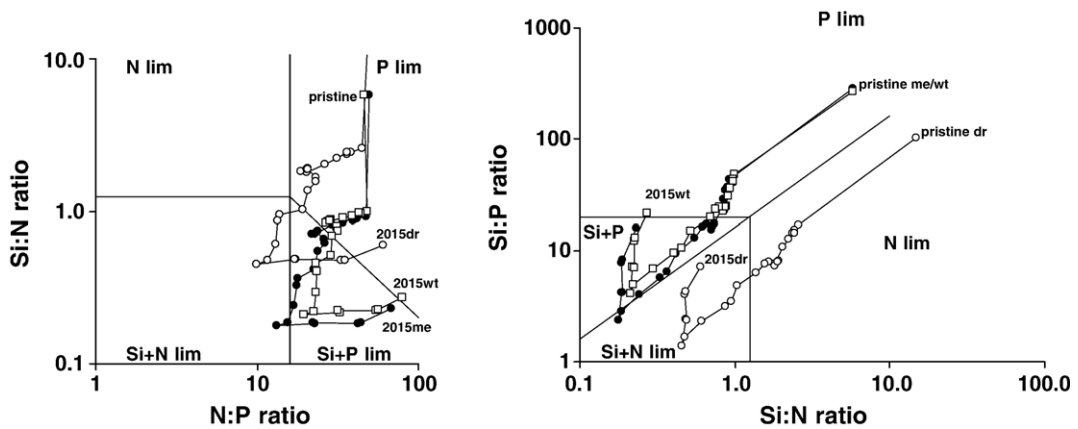 10.0
1.0
0.1
Si:N ratio
N lim
P lim
pristine
2015dr
2015wt
2015me
Si+N lim
Si+P lim
1
10
100
N:P ratio
P lim
1000
100
10
1
Si:P ratio
pristine me/wt
pristine dr
2015wt
Si+P
2015dr
N lim
Si+N lim
0.1
1.0
10.0
100.0
Si:N ratio